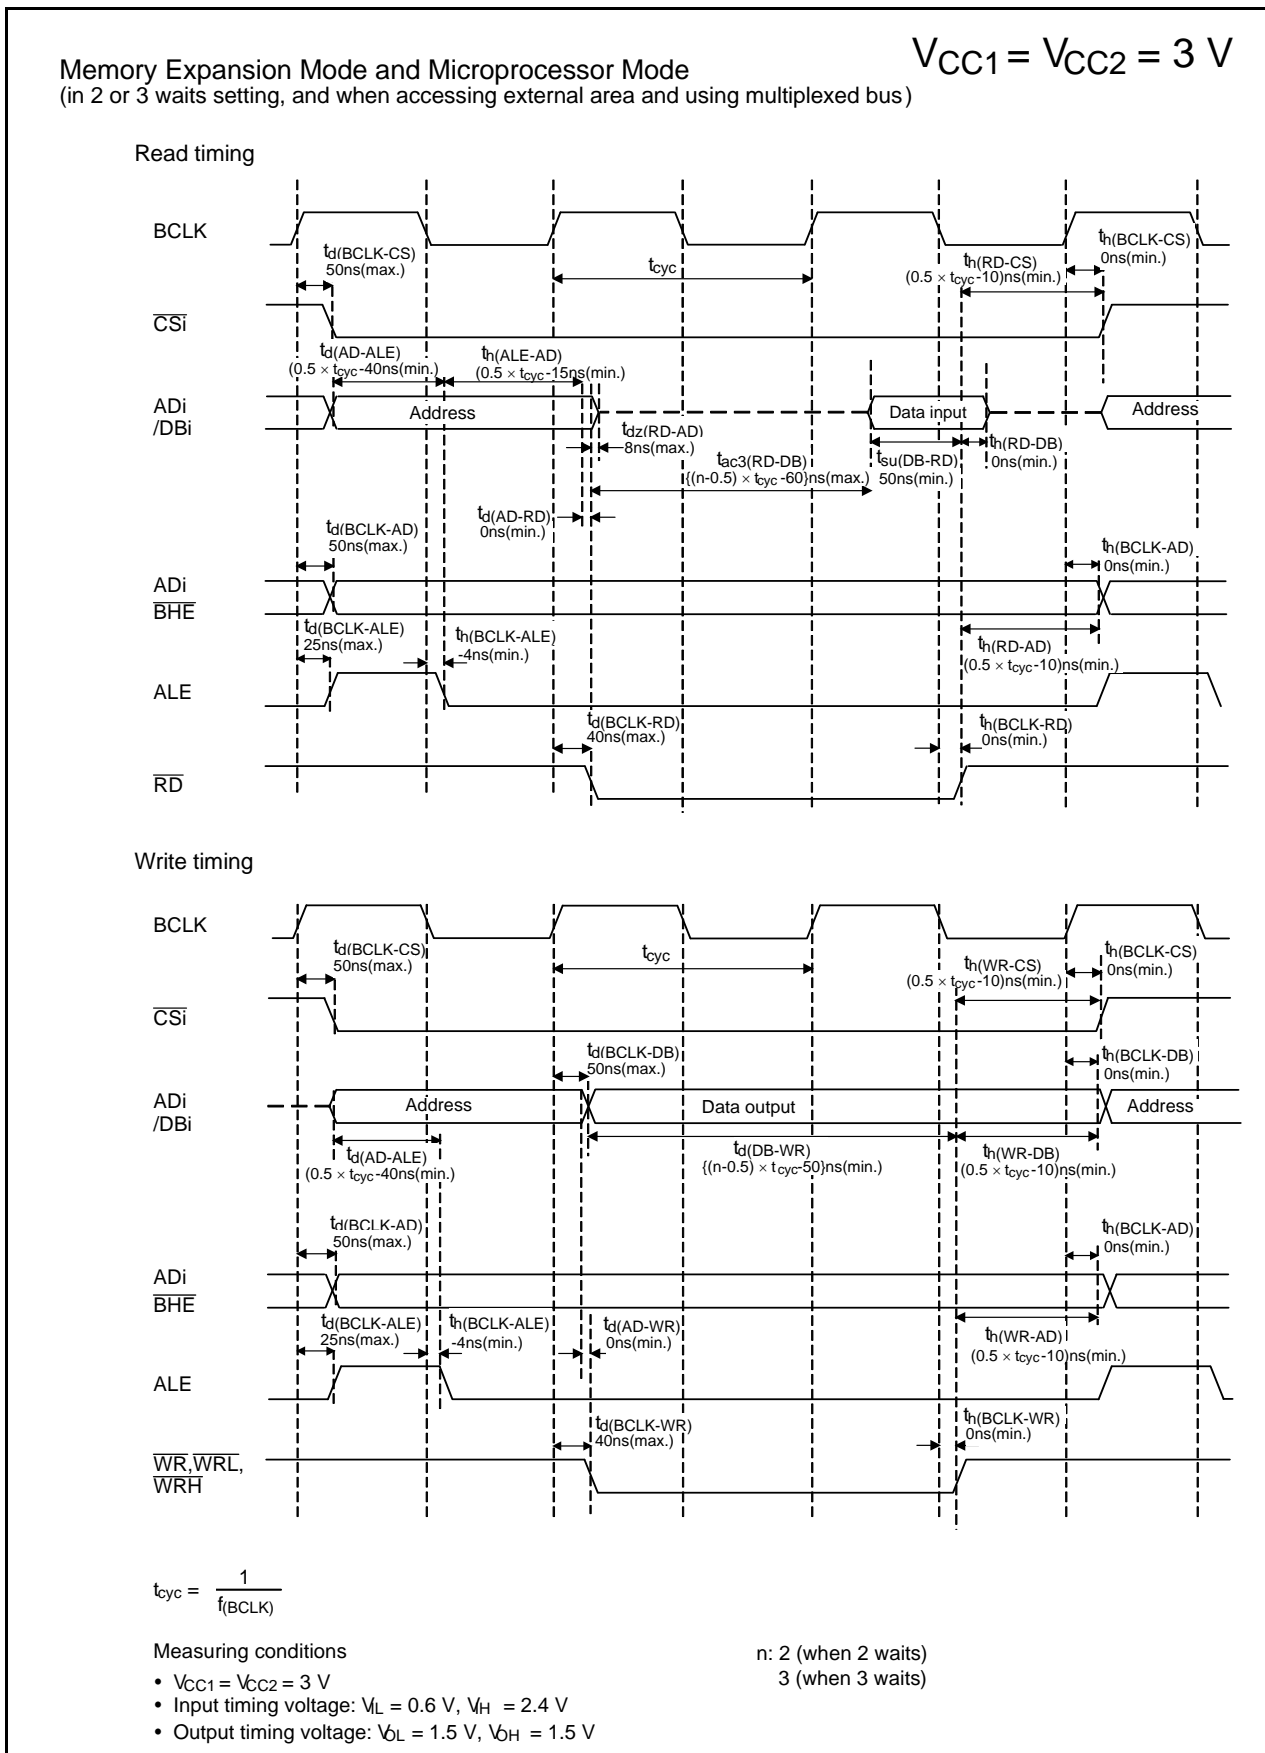 VCC1 = VCC2 = 3 V
Memory Expansion Mode and Microprocessor Mode
(in 2 or 3 waits setting, and when accessing external area and using multiplexed bus)
Read timing
BCLK
td(BCLK-CS)
50ns(max.)
tcyc
th(RD-CS)
(0.5 × tcyc-10)ns(min.)
th(BCLK-CS)
0ns(min.)
CSi
td(AD-ALE)
(0.5 × tcyc-40ns(min.)
th(ALE-AD)
(0.5 × tcyc-15ns(min.)
ADi
/DBi
Address
Data input
Address
tdz(RD-AD)
8ns(max.)
tac3(RD-DB)
{(n-0.5) × tcyc-60}ns(max.)
tsu(DB-RD)
50ns(min.)
th(RD-DB)
0ns(min.)
td(AD-RD)
0ns(min.)
td(BCLK-AD)
50ns(max.)
th(BCLK-AD)
0ns(min.)
ADi
BHE
td(BCLK-ALE)
25ns(max.)
th(BCLK-ALE)
-4ns(min.)
th(RD-AD)
(0.5 × tcyc-10)ns(min.)
ALE
td(BCLK-RD)
40ns(max.)
th(BCLK-RD)
0ns(min.)
RD
Write timing
BCLK
td(BCLK-CS)
50ns(max.)
tcyc
th(WR-CS)
(0.5 × tcyc-10)ns(min.)
th(BCLK-CS)
0ns(min.)
CSi
td(BCLK-DB)
50ns(max.)
th(BCLK-DB)
0ns(min.)
ADi
/DBi
Address
Data output
Address
td(AD-ALE)
(0.5 × tcyc-40ns(min.)
td(DB-WR)
{(n-0.5) × tcyc-50}ns(min.)
th(WR-DB)
(0.5 × tcyc-10)ns(min.)
td(BCLK-AD)
50ns(max.)
th(BCLK-AD)
0ns(min.)
ADi
BHE
td(BCLK-ALE)
25ns(max.)
th(BCLK-ALE)
-4ns(min.)
td(AD-WR)
0ns(min.)
th(WR-AD)
(0.5 × tcyc-10)ns(min.)
ALE
td(BCLK-WR)
40ns(max.)
th(BCLK-WR)
0ns(min.)
WR,WRL,
WRH
tcyc = 1
f(BCLK)
Measuring conditions
• VCC1 = VCC2 = 3 V
• Input timing voltage: VIL = 0.6 V, VIH = 2.4 V
• Output timing voltage: VOL = 1.5 V, VOH = 1.5 V
n: 2 (when 2 waits)
3 (when 3 waits)